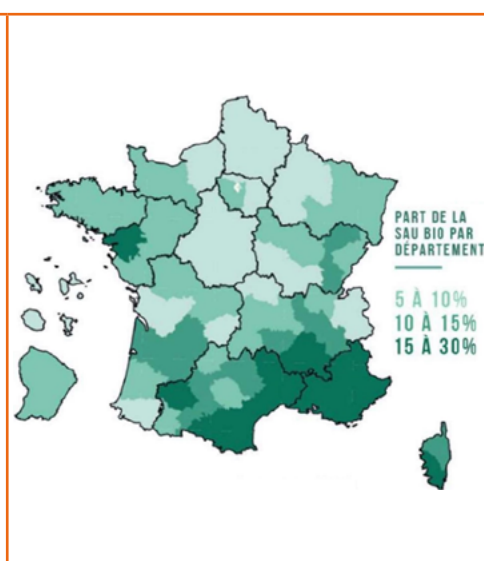 PART DE LA
SAU BIO PAR
DÉPARTEMENT
5 À 10%
10 À 15%
15 À 30%